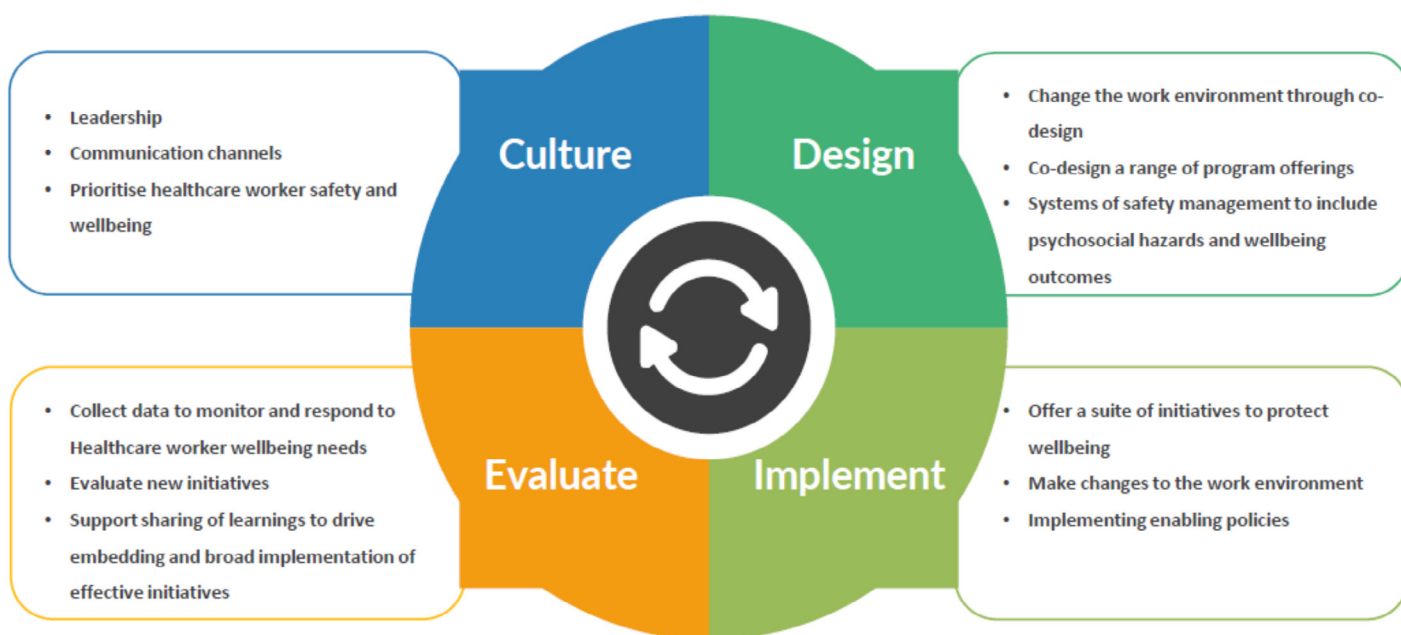 • Leadership
• Communication channels
• Prioritise healthcare worker safety and
wellbeing
Culture
Design
• Change the work environment through co-
design
• Co-design a range of program offerings
• Systems of safety management to include
psychosocial hazards and wellbeing
outcomes
• Collect data to monitor and respond to
Healthcare worker wellbeing needs
• Evaluate new initiatives
• Support sharing of learnings to drive
embedding and broad implementation of
effective initiatives
Evaluate
Implement
• Offer a suite of initiatives to protect
wellbeing
• Make changes to the work environment
• Implementing enabling policies